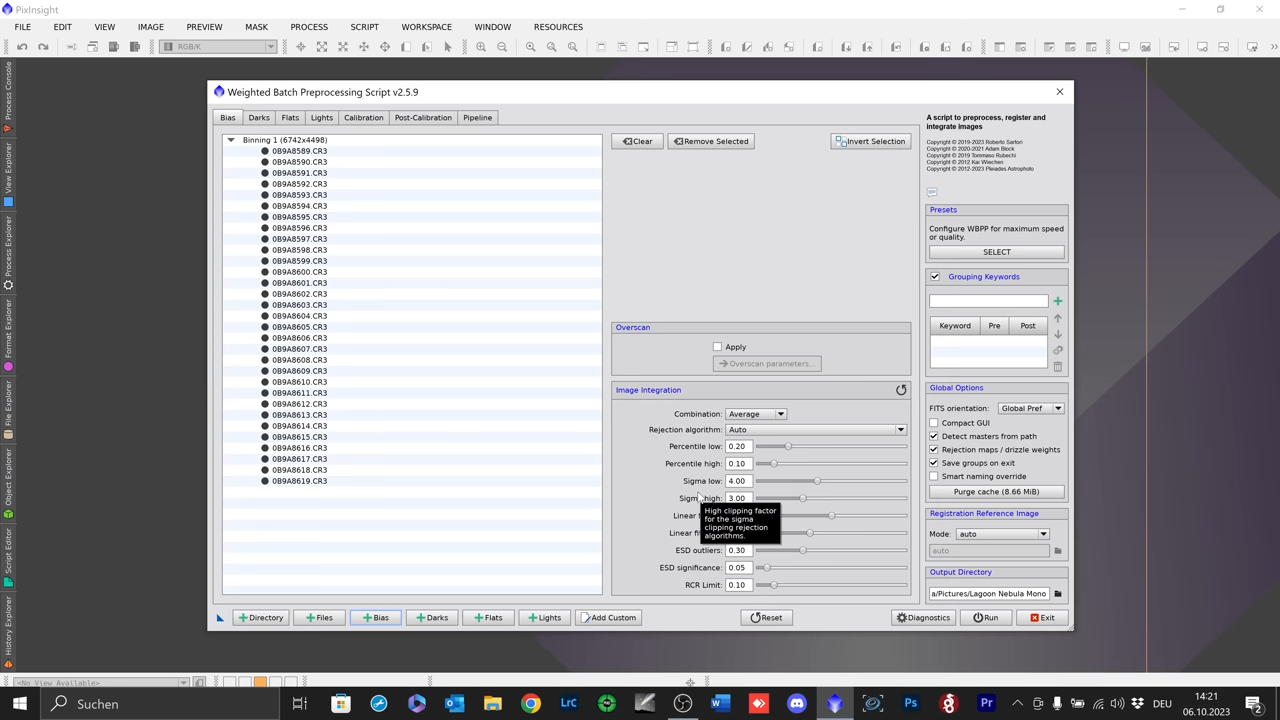 PixInsight
FILE EDIT VIEW IMAGE PREVIEW MASK PROCESS SCRIPT WORKSPACE WINDOW RESOURCES
RGB/K
Process Console
View Explorer
Process Explorer
Format Explorer
File Explorer
Object Explorer
Script Editor
History Explorer
Weighted Batch Preprocessing Script v2.5.9
Bias Darks Flats Lights Calibration Post-Calibration Pipeline
Binning 1 (6742x4498)
0B9A8589.CR3
0B9A8590.CR3
0B9A8591.CR3
0B9A8592.CR3
0B9A8593.CR3
0B9A8594.CR3
0B9A8595.CR3
0B9A8596.CR3
0B9A8597.CR3
0B9A8598.CR3
0B9A8599.CR3
0B9A8600.CR3
0B9A8601.CR3
0B9A8602.CR3
0B9A8603.CR3
0B9A8604.CR3
0B9A8605.CR3
0B9A8606.CR3
0B9A8607.CR3
0B9A8608.CR3
0B9A8609.CR3
0B9A8610.CR3
0B9A8611.CR3
0B9A8612.CR3
0B9A8613.CR3
0B9A8614.CR3
0B9A8615.CR3
0B9A8616.CR3
0B9A8617.CR3
0B9A8618.CR3
0B9A8619.CR3
Clear Remove Selected Invert Selection
Overscan
Apply
Overscan parameters...
Image Integration
Combination: Average
Rejection algorithm: Auto
Percentile low: 0.20
Percentile high: 0.10
Sigma low: 4.00
Sigma high: 3.00
High clipping factor
for the sigma
clipping rejection
algorithms.
Linear
Linear
ESD outliers: 0.30
ESD significance: 0.05
RCR Limit: 0.10
A script to preprocess, register and
integrate images
Copyright © 2019-2023 Roberto Sartori
Copyright © 2020-2021 Adam Block
Copyright © 2019 Tommaso Rubechi
Copyright © 2012 Kai Wiechen
Copyright © 2012-2023 Pleiades Astrophoto
Presets
Configure WBPP for maximum speed
or quality.
SELECT
Grouping Keywords
Keyword Pre Post
Global Options
FITS orientation: Global Pref
Compact GUI
Detect masters from path
Rejection maps / drizzle weights
Save groups on exit
Smart naming override
Purge cache (8.66 MiB)
Registration Reference Image
Mode: auto
auto
Output Directory
a/Pictures/Lagoon Nebula Mono
Directory Files Bias Darks Flats Lights Add Custom Reset Diagnostics Run Exit
<No View Available>
Suchen
LrC
Ps
Pr
DEU
14:21
06.10.2023
2